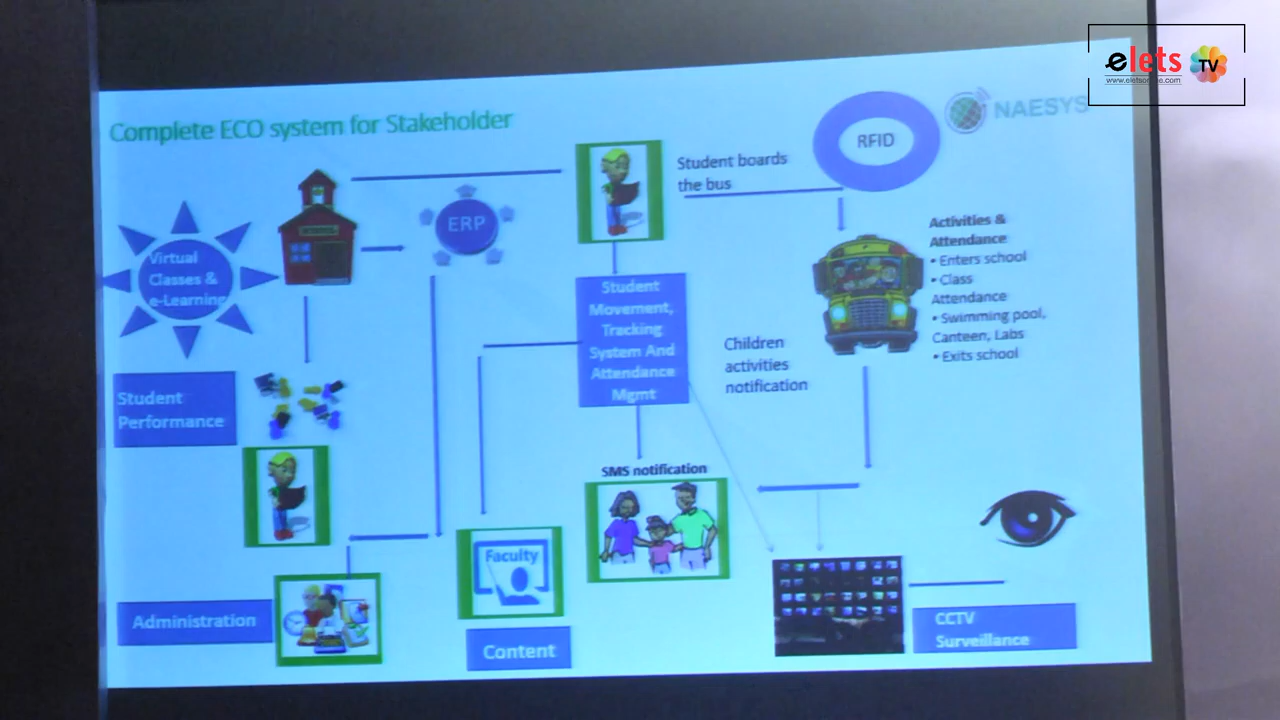 elets TV
www.eletsonline.com
Complete ECO system for Stakeholder
NAESYS
RFID
Student boards
the bus
ERP
SCHOOL
Virtual
Classes &
e-Learning
Activities &
Attendance
• Enters school
• Class
Attendance
• Swimming pool,
Canteen, Labs
• Exits school
Student
Movement,
Tracking
System And
Attendance
Mgmt
Children
activities
notification
Student
Performance
SMS notification
Faculty
Administration
Content
CCTV
Surveillance